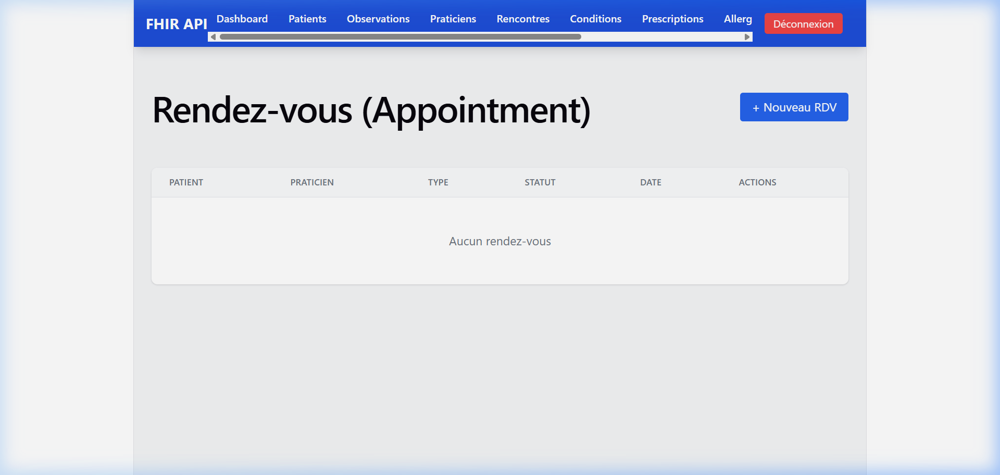 FHIR API Dashboard Patients Observations Praticiens Rencontres Conditions Prescriptions Allerg Déconnexion
Rendez-vous (Appointment) + Nouveau RDV
PATIENT PRATICIEN TYPE STATUT DATE ACTIONS
Aucun rendez-vous